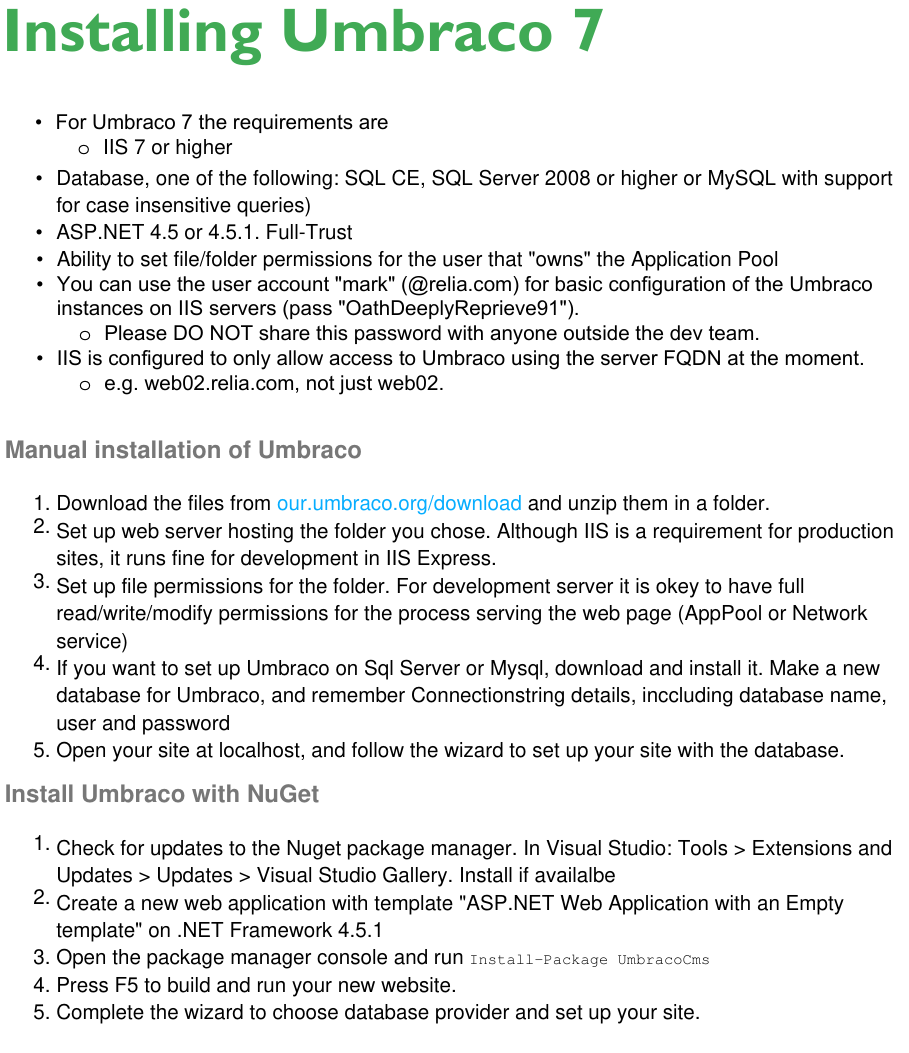 Installing Umbraco 7
• For Umbraco 7 the requirements are
o IIS 7 or higher
• Database, one of the following: SQL CE, SQL Server 2008 or higher or MySQL with support
for case insensitive queries)
• ASP.NET 4.5 or 4.5.1. Full-Trust
• Ability to set file/folder permissions for the user that "owns" the Application Pool
• You can use the user account "mark" (@relia.com) for basic configuration of the Umbraco
instances on IIS servers (pass "OathDeeplyReprieve91").
o Please DO NOT share this password with anyone outside the dev team.
• IIS is configured to only allow access to Umbraco using the server FQDN at the moment.
o e.g. web02.relia.com, not just web02.
Manual installation of Umbraco
1. Download the files from our.umbraco.org/download and unzip them in a folder.
2. Set up web server hosting the folder you chose. Although IIS is a requirement for production
sites, it runs fine for development in IIS Express.
3. Set up file permissions for the folder. For development server it is okey to have full
read/write/modify permissions for the process serving the web page (AppPool or Network
service)
4. If you want to set up Umbraco on Sql Server or Mysql, download and install it. Make a new
database for Umbraco, and remember Connectionstring details, inccluding database name,
user and password
5. Open your site at localhost, and follow the wizard to set up your site with the database.
Install Umbraco with NuGet
1. Check for updates to the Nuget package manager. In Visual Studio: Tools > Extensions and
Updates > Updates > Visual Studio Gallery. Install if availalbe
2. Create a new web application with template "ASP.NET Web Application with an Empty
template" on .NET Framework 4.5.1
3. Open the package manager console and run Install-Package UmbracoCms
4. Press F5 to build and run your new website.
5. Complete the wizard to choose database provider and set up your site.